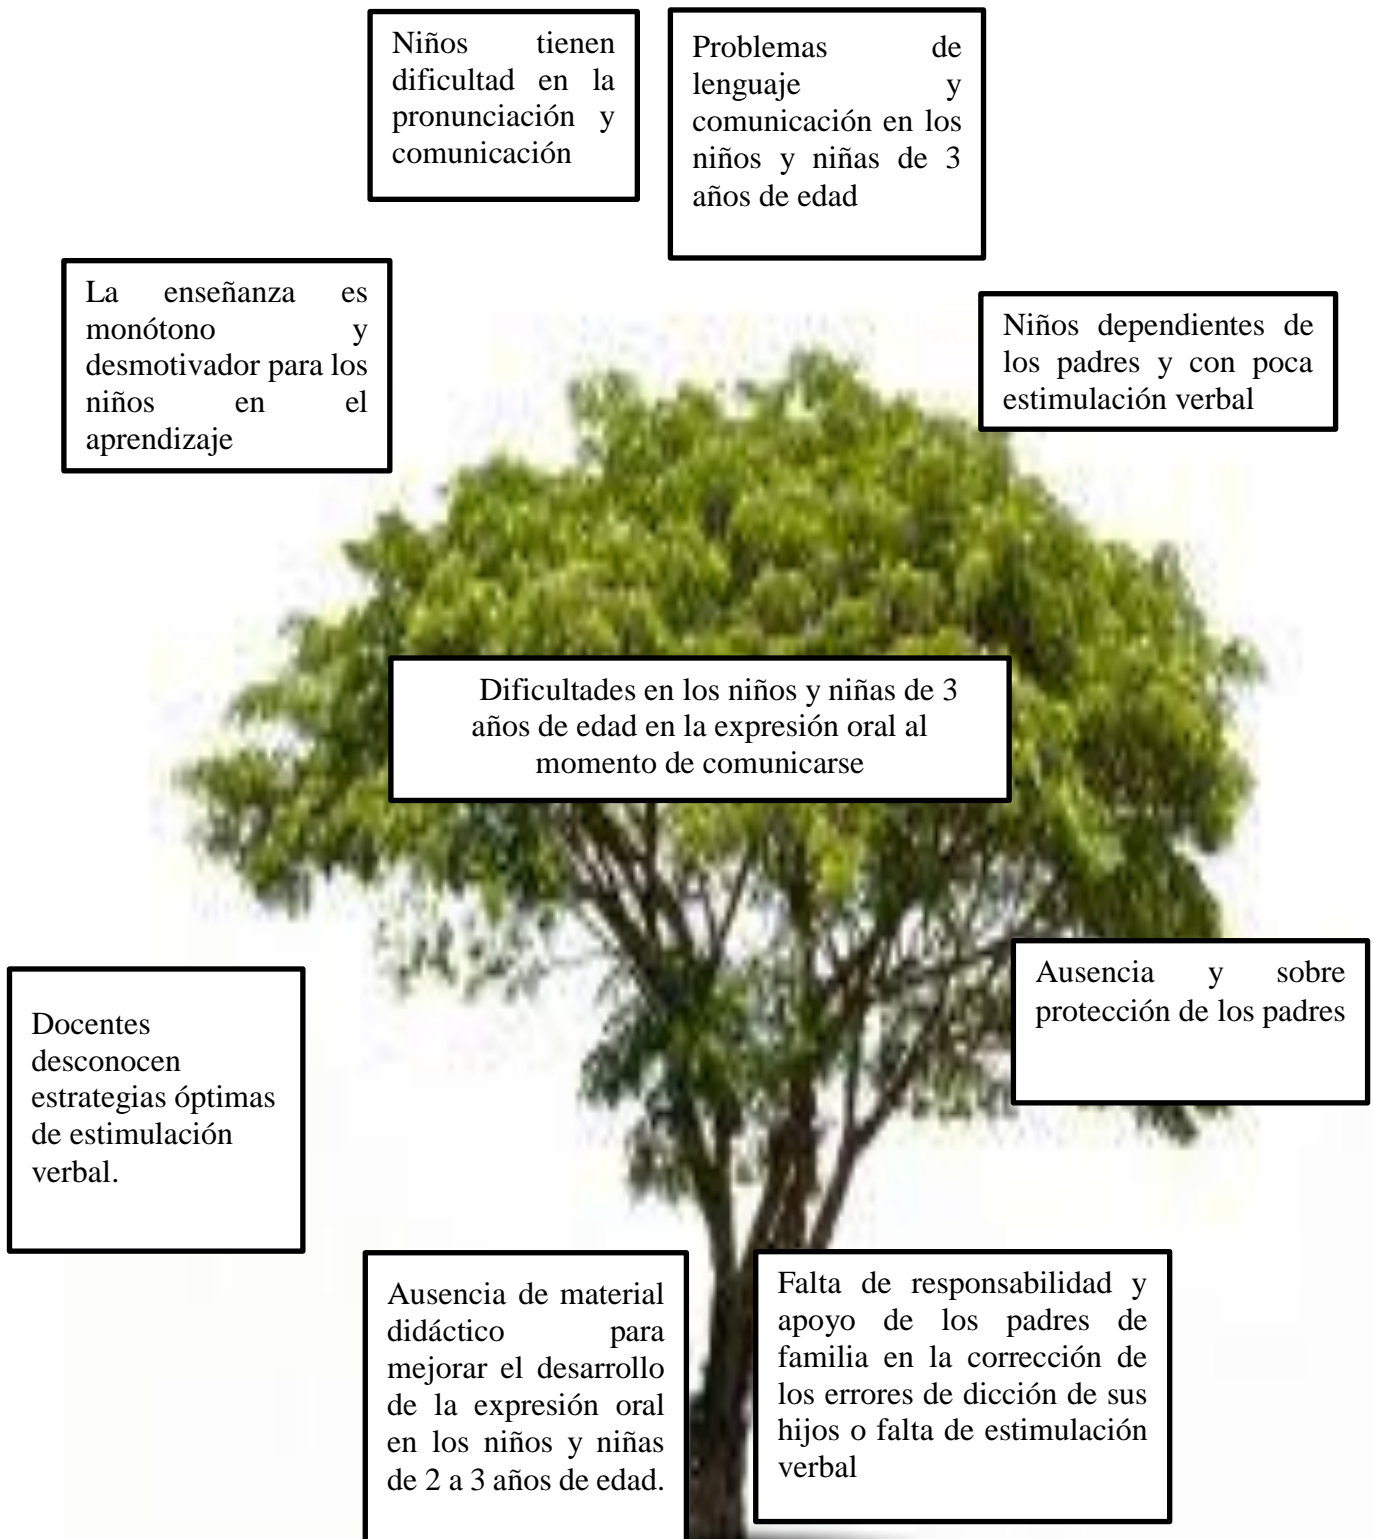 Niños tienen
dificultad en la
pronunciación y
comunicación
Problemas de
lenguaje y
comunicación en los
niños y niñas de 3
años de edad
La enseñanza es
monótono y
desmotivador para los
niños en el
aprendizaje
Niños dependientes de
los padres y con poca
estimulación verbal
Dificultades en los niños y niñas de 3
años de edad en la expresión oral al
momento de comunicarse
Docentes
desconocen
estrategias óptimas
de estimulación
verbal.
Ausencia y sobre
protección de los padres
Ausencia de material
didáctico para
mejorar el desarrollo
de la expresión oral
en los niños y niñas
de 2 a 3 años de edad.
Falta de responsabilidad y
apoyo de los padres de
familia en la corrección de
los errores de dicción de sus
hijos o falta de estimulación
verbal